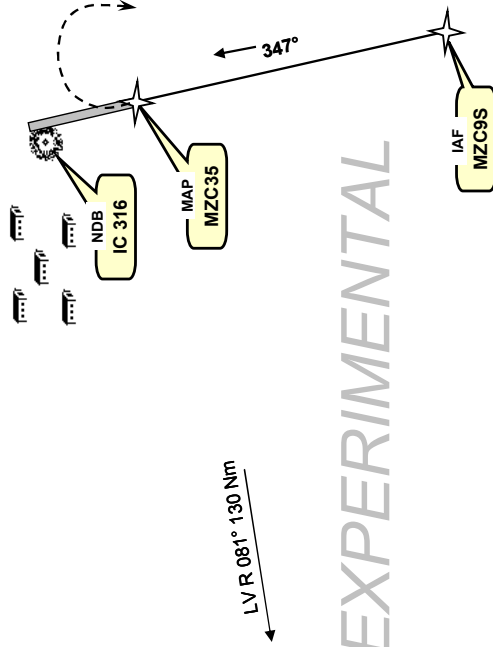 347°
NDB
IC 316
MAP
MZC35
IAF
MZC9S
LV R 081° 130 Nm
EXPERIMENTAL